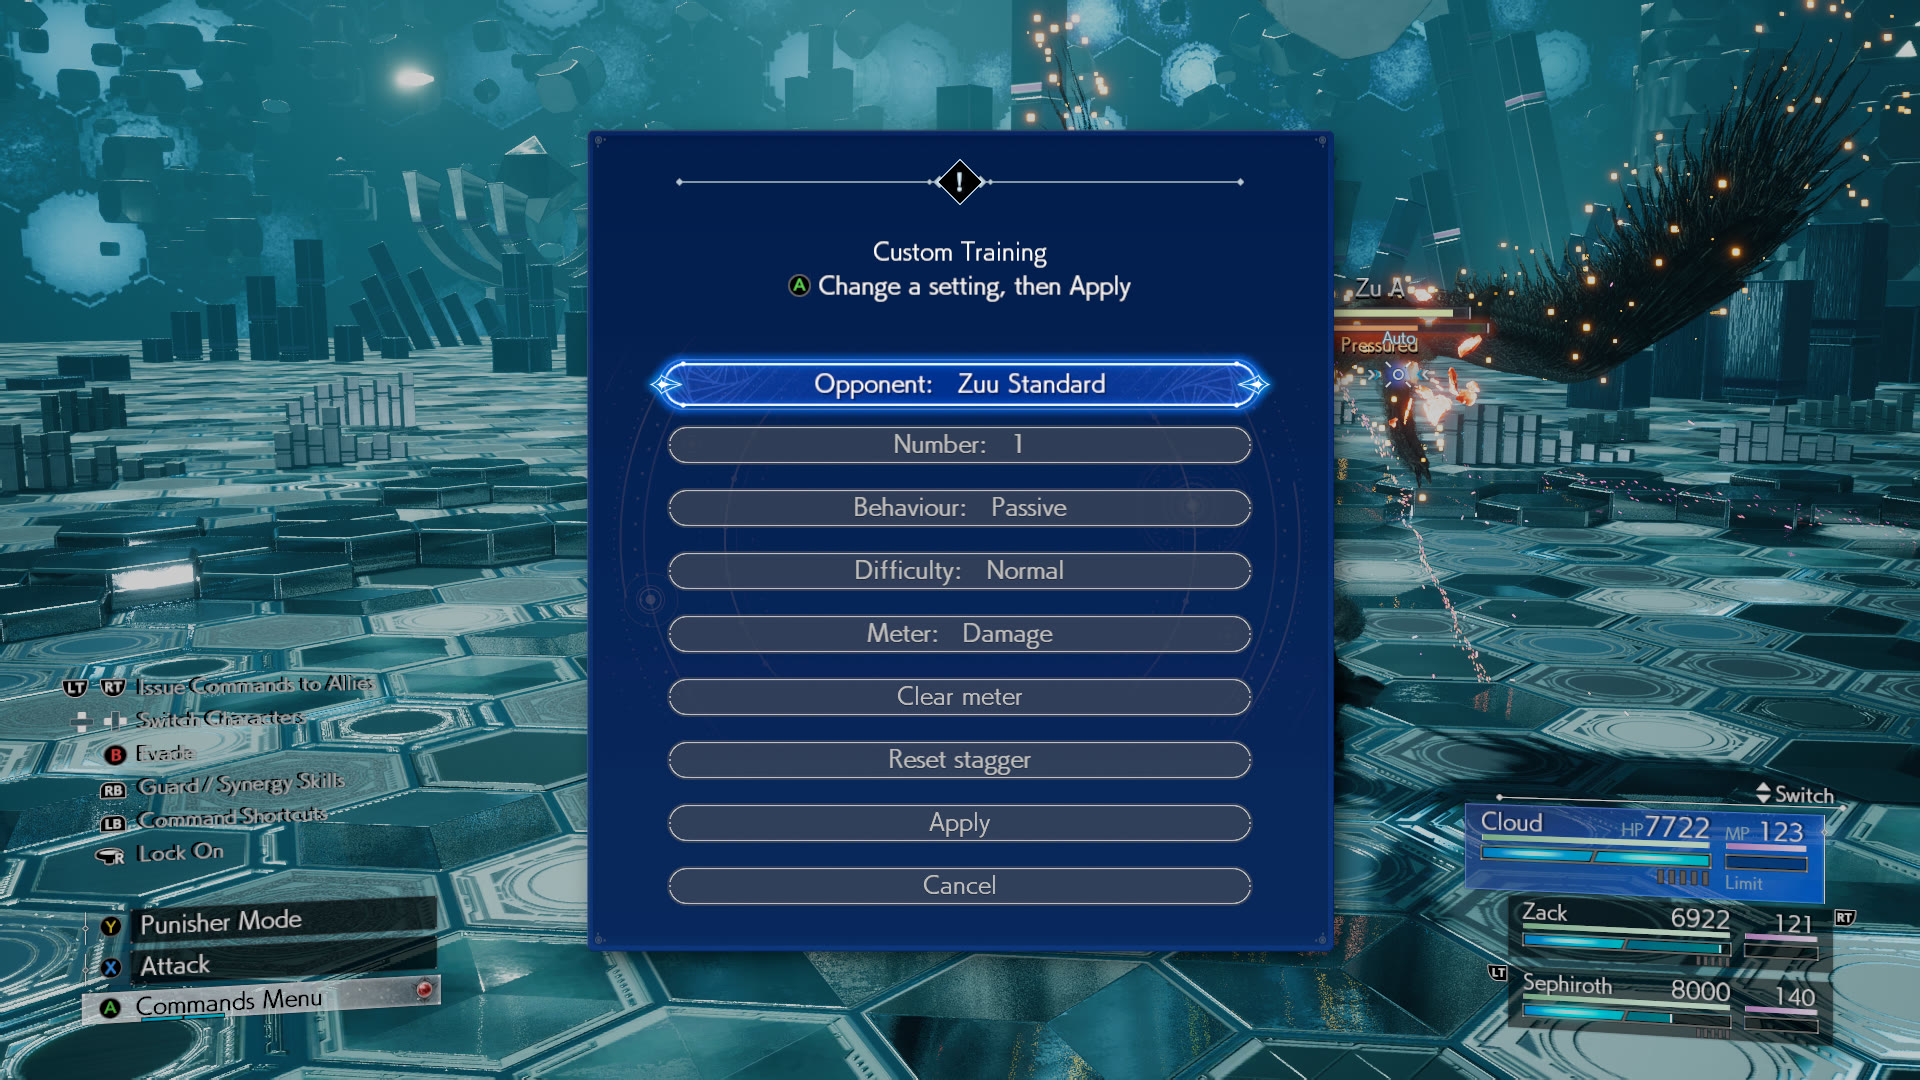 !
Custom Training
A Change a setting, then Apply
Opponent: Zuu Standard
Number: 1
Behaviour: Passive
Difficulty: Normal
Meter: Damage
Clear meter
Reset stagger
Apply
Cancel
Zu A
Auto
Pressured
LT RT Issue Commands to Allies
Switch Characters
B Evade
RB Guard / Synergy Skills
LB Command Shortcuts
R Lock On
Y Punisher Mode
X Attack
A Commands Menu
Switch
Cloud HP 7722 MP 123
Limit
Zack 6922 121 RT
LT Sephiroth 8000 140